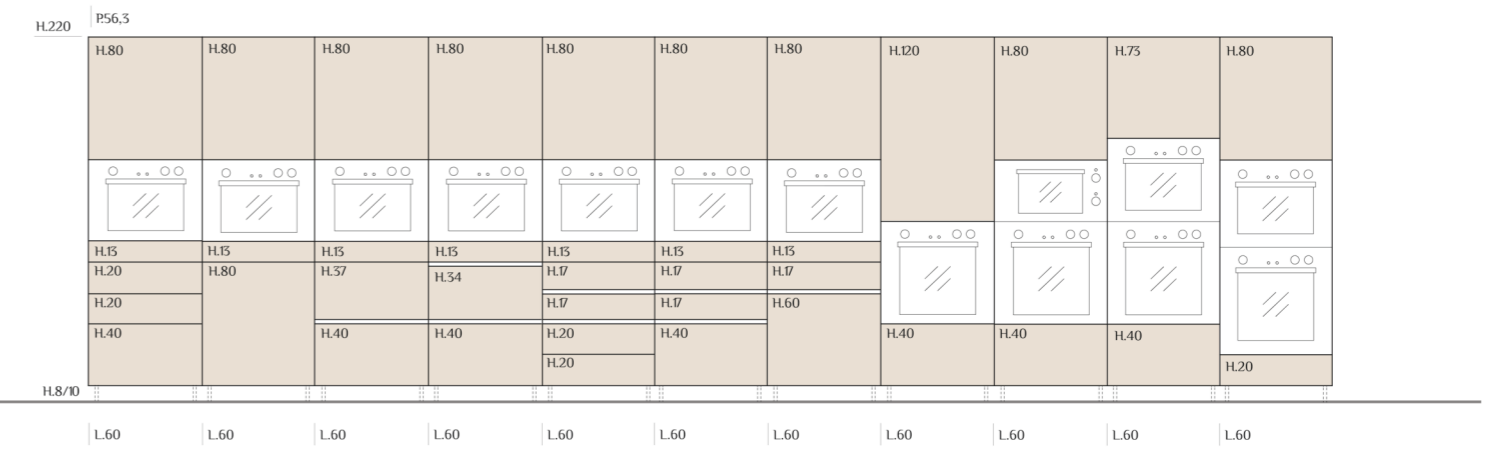 P.56,3
H.220
H.80 H.80 H.80 H.80 H.80 H.80 H.80 H.120 H.80 H.73 H.80
H.13 H.13 H.13 H.13 H.13 H.13 H.13
H.20 H.80 H.37 H.34 H.17 H.17 H.17
H.20 H.17 H.17 H.60
H.40 H.40 H.40 H.20 H.40 H.40 H.40 H.40
H.20 H.20
H.8/10
L.60 L.60 L.60 L.60 L.60 L.60 L.60 L.60 L.60 L.60 L.60